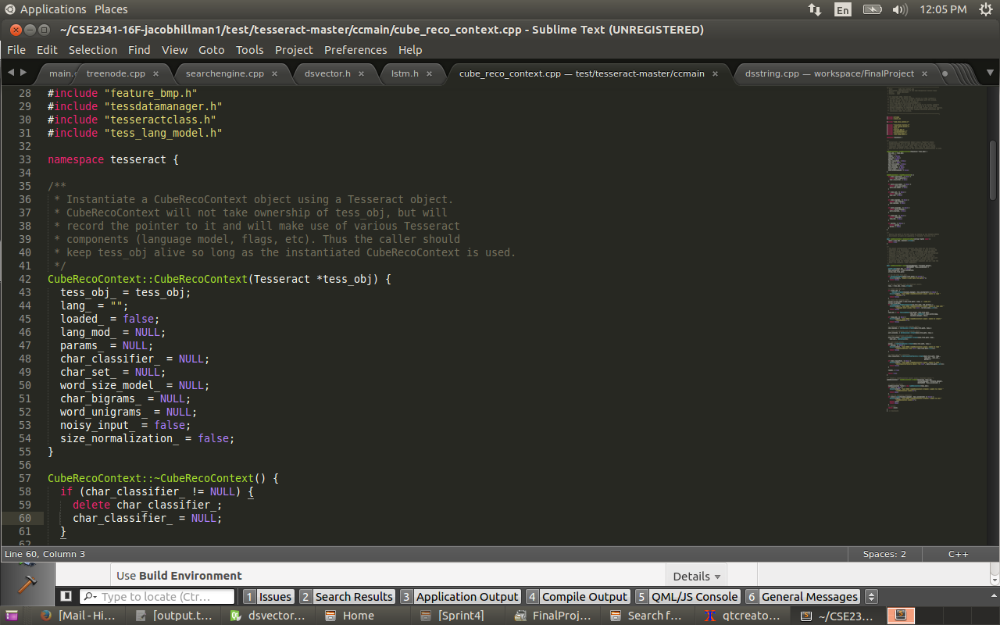 Applications Places En 12:05 PM
~/CSE2341-16F-jacobhillman1/test/tesseract-master/ccmain/cube_reco_context.cpp - Sublime Text (UNREGISTERED)
File Edit Selection Find View Goto Tools Project Preferences Help
main. treenode.cpp × searchengine.cpp × dsvector.h × lstm.h × cube_reco_context.cpp — test/tesseract-master/ccmain × dsstring.cpp — workspace/FinalProject ×
28 #include "feature_bmp.h"
29 #include "tessdatamanager.h"
30 #include "tesseractclass.h"
31 #include "tess_lang_model.h"
32
33 namespace tesseract {
34
35 /**
36 * Instantiate a CubeRecoContext object using a Tesseract object.
37 * CubeRecoContext will not take ownership of tess_obj, but will
38 * record the pointer to it and will make use of various Tesseract
39 * components (language model, flags, etc). Thus the caller should
40 * keep tess_obj alive so long as the instantiated CubeRecoContext is used.
41 */
42 CubeRecoContext::CubeRecoContext(Tesseract *tess_obj) {
43 tess_obj_ = tess_obj;
44 lang_ = "";
45 loaded_ = false;
46 lang_mod_ = NULL;
47 params_ = NULL;
48 char_classifier_ = NULL;
49 char_set_ = NULL;
50 word_size_model_ = NULL;
51 char_bigrams_ = NULL;
52 word_unigrams_ = NULL;
53 noisy_input_ = false;
54 size_normalization_ = false;
55 }
56
57 CubeRecoContext::~CubeRecoContext() {
58 if (char_classifier_ != NULL) {
59 delete char_classifier_;
60 char_classifier_ = NULL;
61 }
62
Line 60, Column 3 Spaces: 2 C++
Use Build Environment Details
Type to locate (Ctr... 1 Issues 2 Search Results 3 Application Output 4 Compile Output 5 QML/JS Console 6 General Messages
[Mail - Hi... [output.t... dsvector... Home [Sprint4] FinalProj... Search f... qtcreato... ~/CSE23...